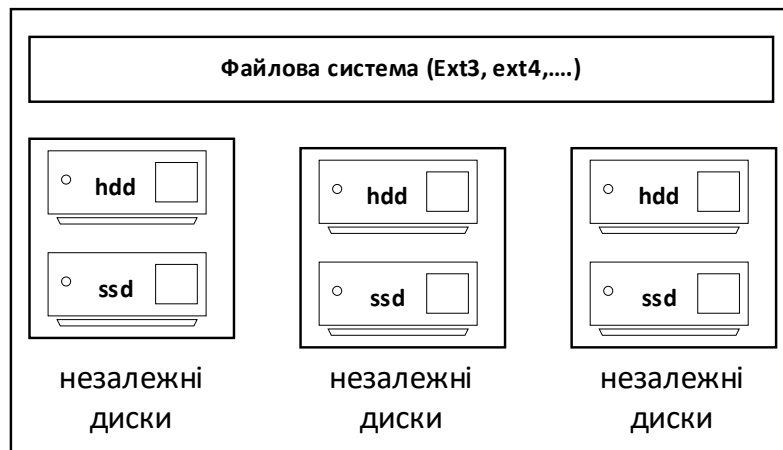 Файлова система (Ext3, ext4,....)
hdd
ssd
незалежні
диски
hdd
ssd
незалежні
диски
hdd
ssd
незалежні
диски